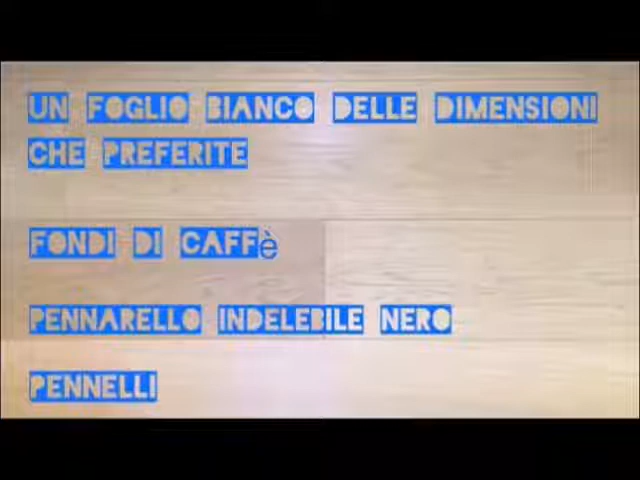 UN FOGLIO BIANCO DELLE DIMENSIONI
CHE PREFERITE
FONDI DI CAFFè
PENNARELLO INDELEBILE NERO
PENNELLI